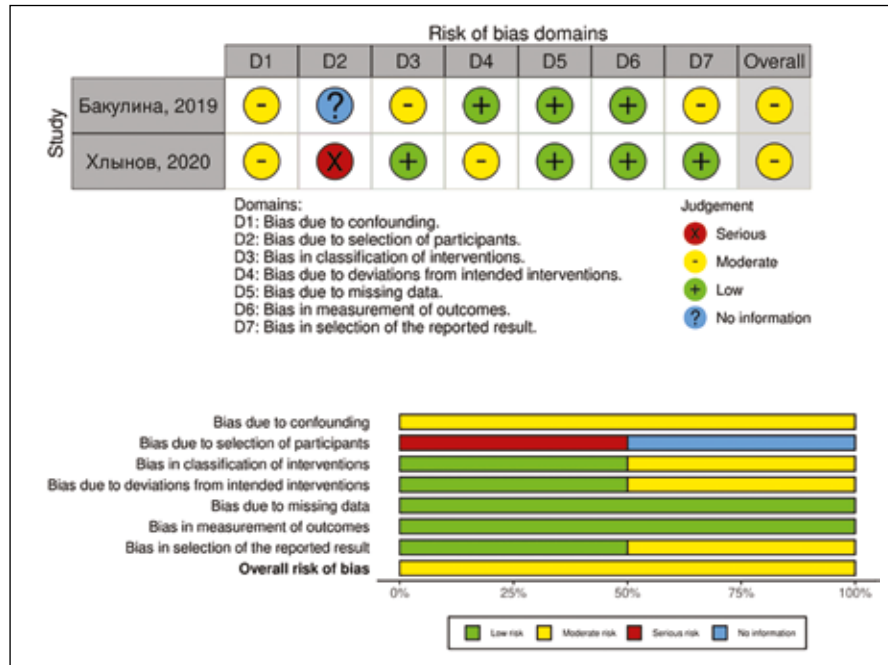 Risk of bias domains
D1 D2 D3 D4 D5 D6 D7 Overall
Study
Бакулина, 2019 - ? - + + + - -
Хлынов, 2020 - X + - + + + -
Domains:
D1: Bias due to confounding.
D2: Bias due to selection of participants.
D3: Bias in classification of interventions.
D4: Bias due to deviations from intended interventions.
D5: Bias due to missing data.
D6: Bias in measurement of outcomes.
D7: Bias in selection of the reported result.
Judgement
X Serious
- Moderate
+ Low
? No information
Bias due to confounding
Bias due to selection of participants
Bias in classification of interventions
Bias due to deviations from intended interventions
Bias due to missing data
Bias in measurement of outcomes
Bias in selection of the reported result
Overall risk of bias
0% 25% 50% 75% 100%
Low risk Moderate risk Serious risk No information